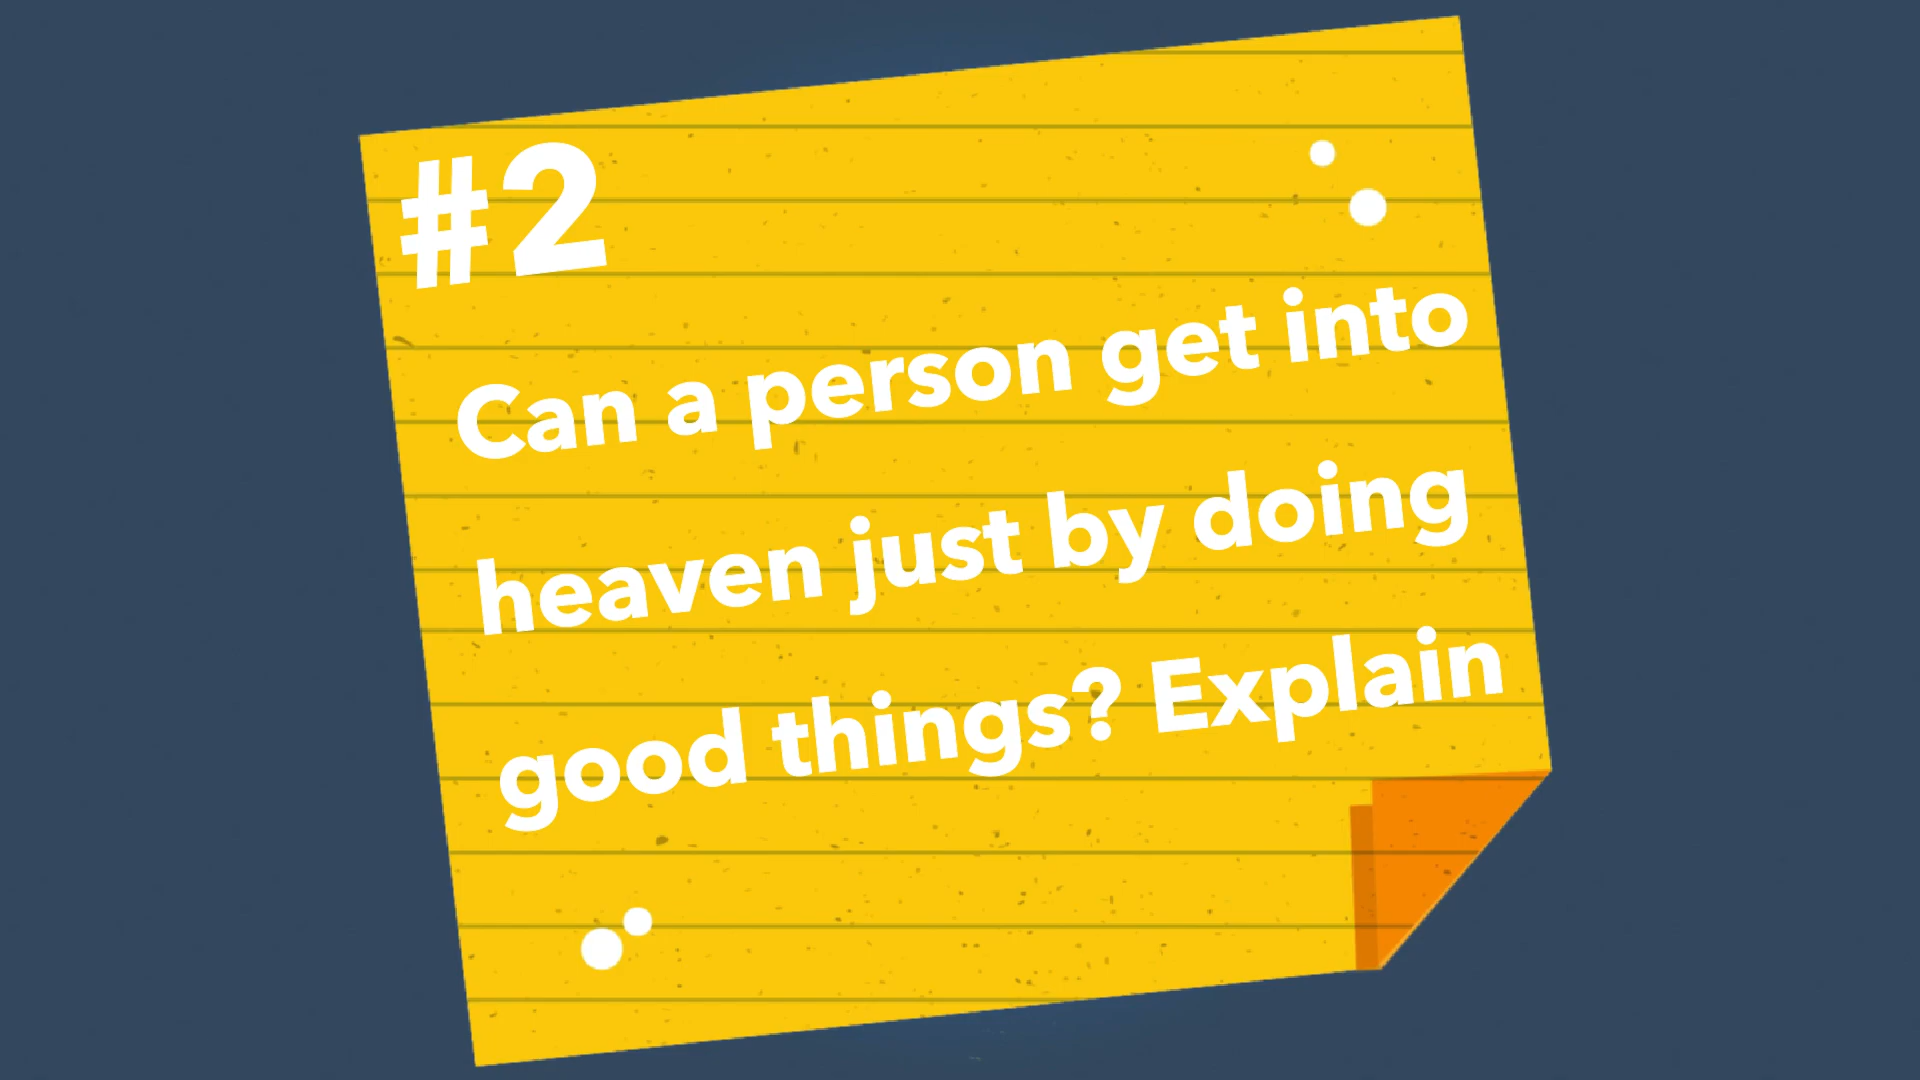 #2
Can a person get into
heaven just by doing
good things? Explain